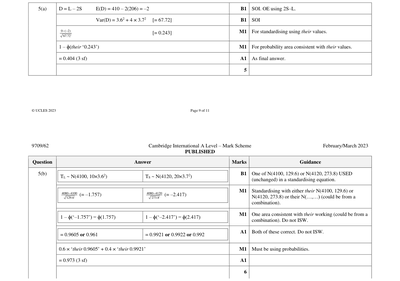 5(a) D = L – 2S E(D) = 410 – 2(206) = –2 B1 SOI. OE using 2S–L.
Var(D) = 3.6² + 4 × 3.7² [= 67.72] B1 SOI
[= 0.243] M1 For standardising using their values.
1 – ϕ(their ‘0.243’) M1 For probability area consistent with their values.
= 0.404 (3 sf) A1 As final answer.
5
© UCLES 2023 Page 9 of 11
9709/62 Cambridge International A Level – Mark Scheme February/March 2023
PUBLISHED
Question Answer Marks Guidance
5(b) T₁ ~ N(4100, 10×3.6²) T₂ ~ N(4120, 20×3.7²) B1 One of N(4100, 129.6) or N(4120, 273.8) USED
(unchanged) in a standardising equation.
(= –1.757) (= –2.417) M1 Standardising with either their N(4100, 129.6) or
N(4120, 273.8) or their N(…, …) (could be from a
combination).
1 – ϕ(‘–1.757’) = ϕ(1.757) 1 – ϕ(‘–2.417’) = ϕ(2.417) M1 One area consistent with their working (could be from a
combination). Do not ISW.
= 0.9605 or 0.961 = 0.9921 or 0.9922 or 0.992 A1 Both of these correct. Do not ISW.
0.6 × ‘their 0.9605’ + 0.4 × ‘their 0.9921’ M1 Must be using probabilities.
= 0.973 (3 sf) A1
6